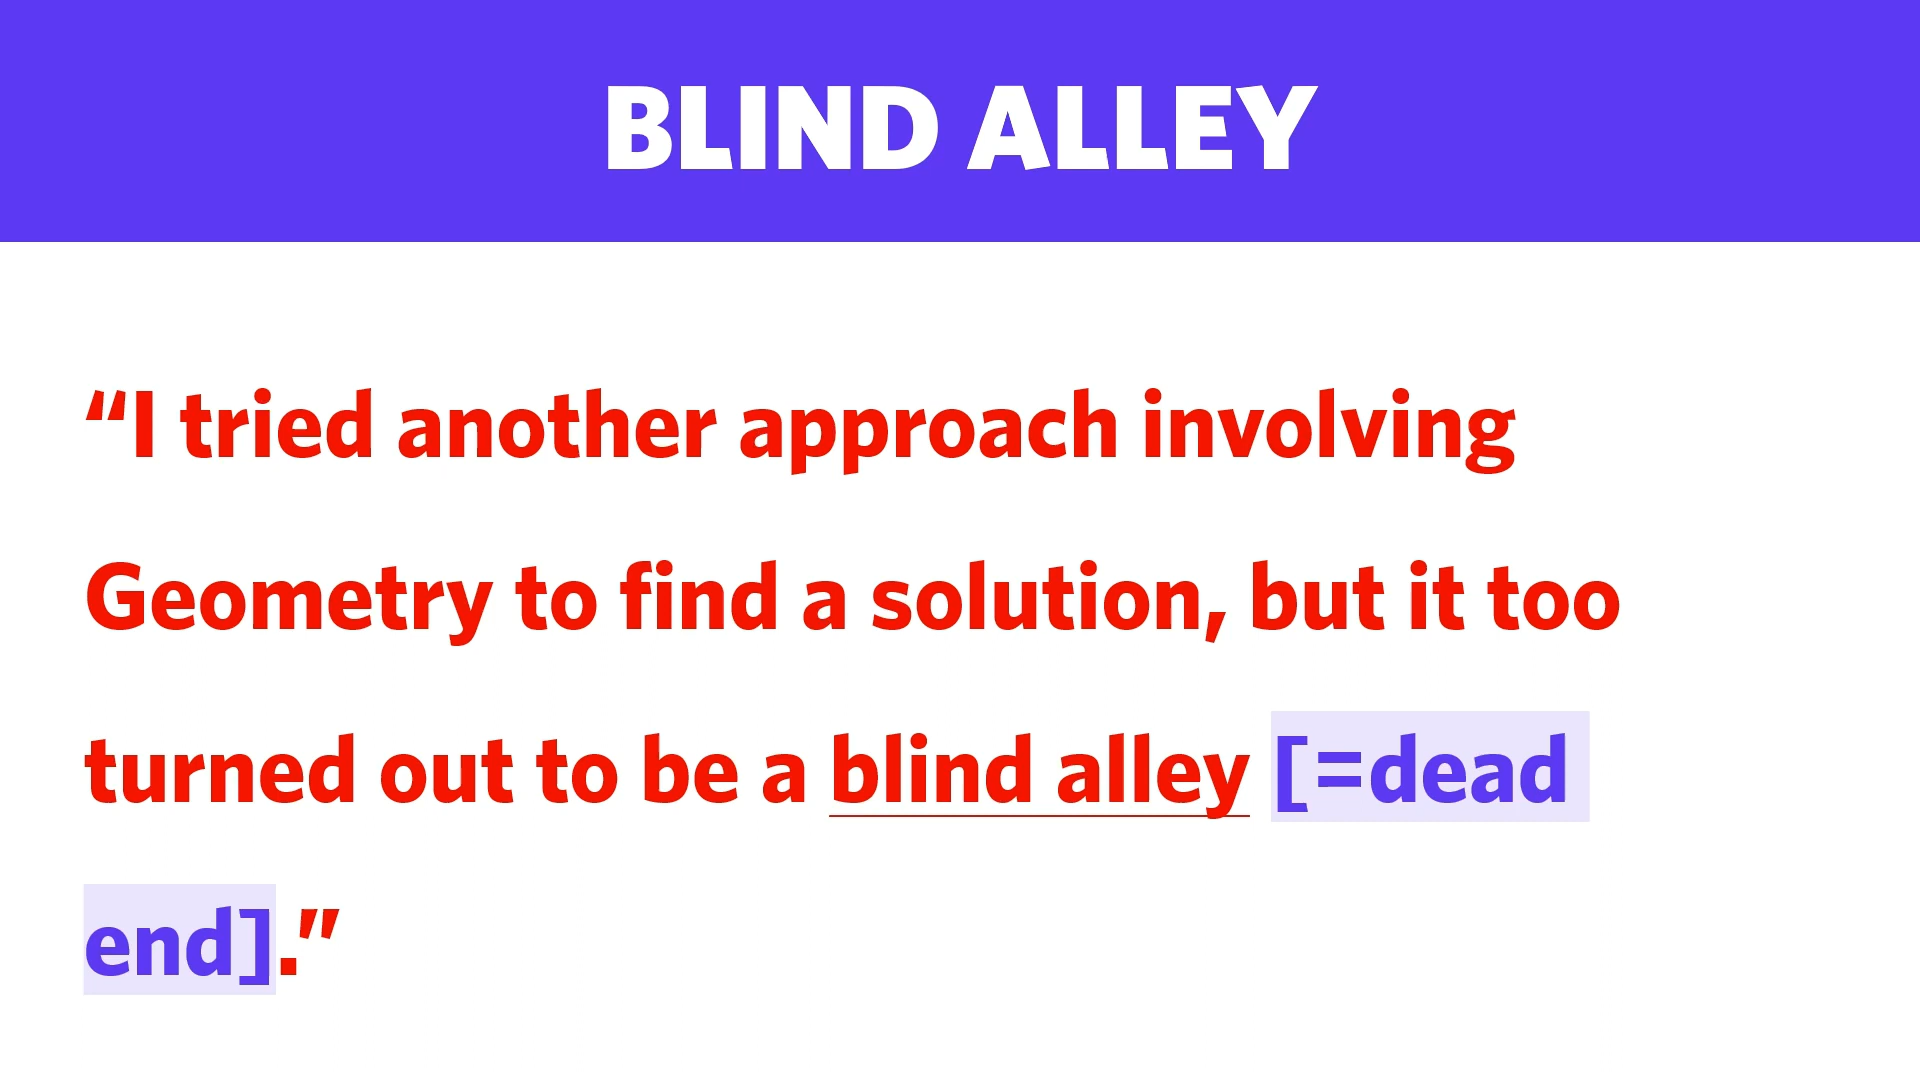 BLIND ALLEY
“I tried another approach involving
Geometry to find a solution, but it too
turned out to be a blind alley [=dead
end].”